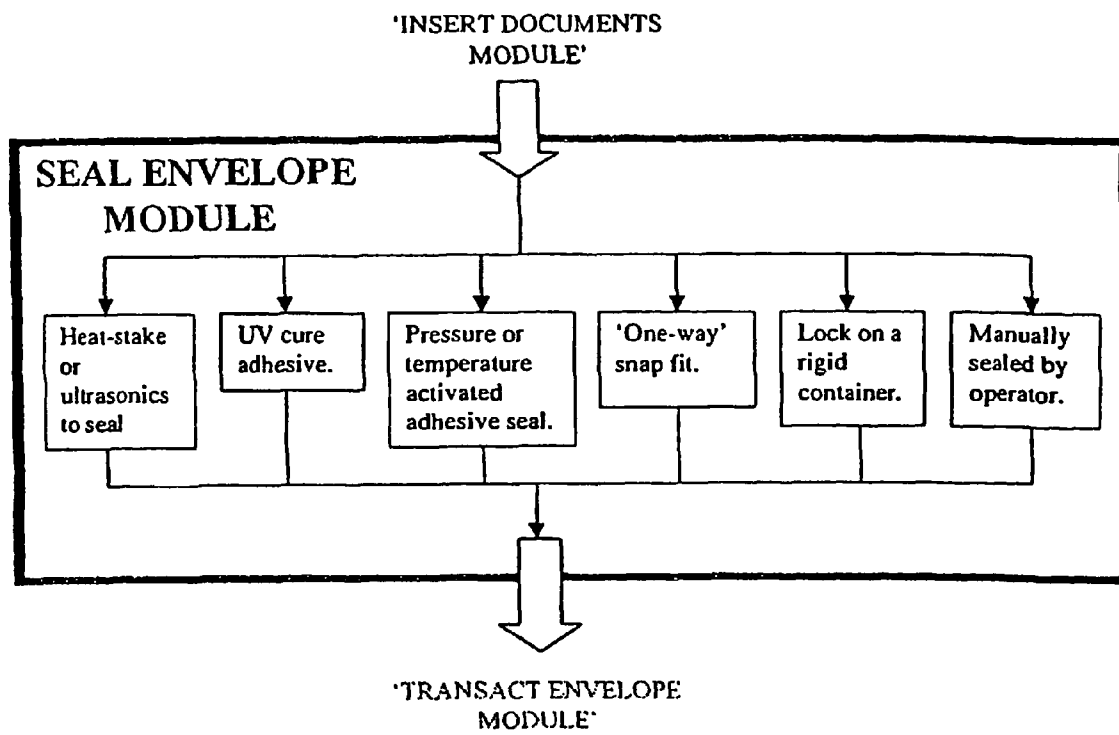 'INSERT DOCUMENTS
MODULE'
SEAL ENVELOPE
MODULE
Heat-stake
or
ultrasonics
to seal
UV cure
adhesive.
Pressure or
temperature
activated
adhesive seal.
'One-way'
snap fit.
Lock on a
rigid
container.
Manually
sealed by
operator.
'TRANSACT ENVELOPE
MODULE'